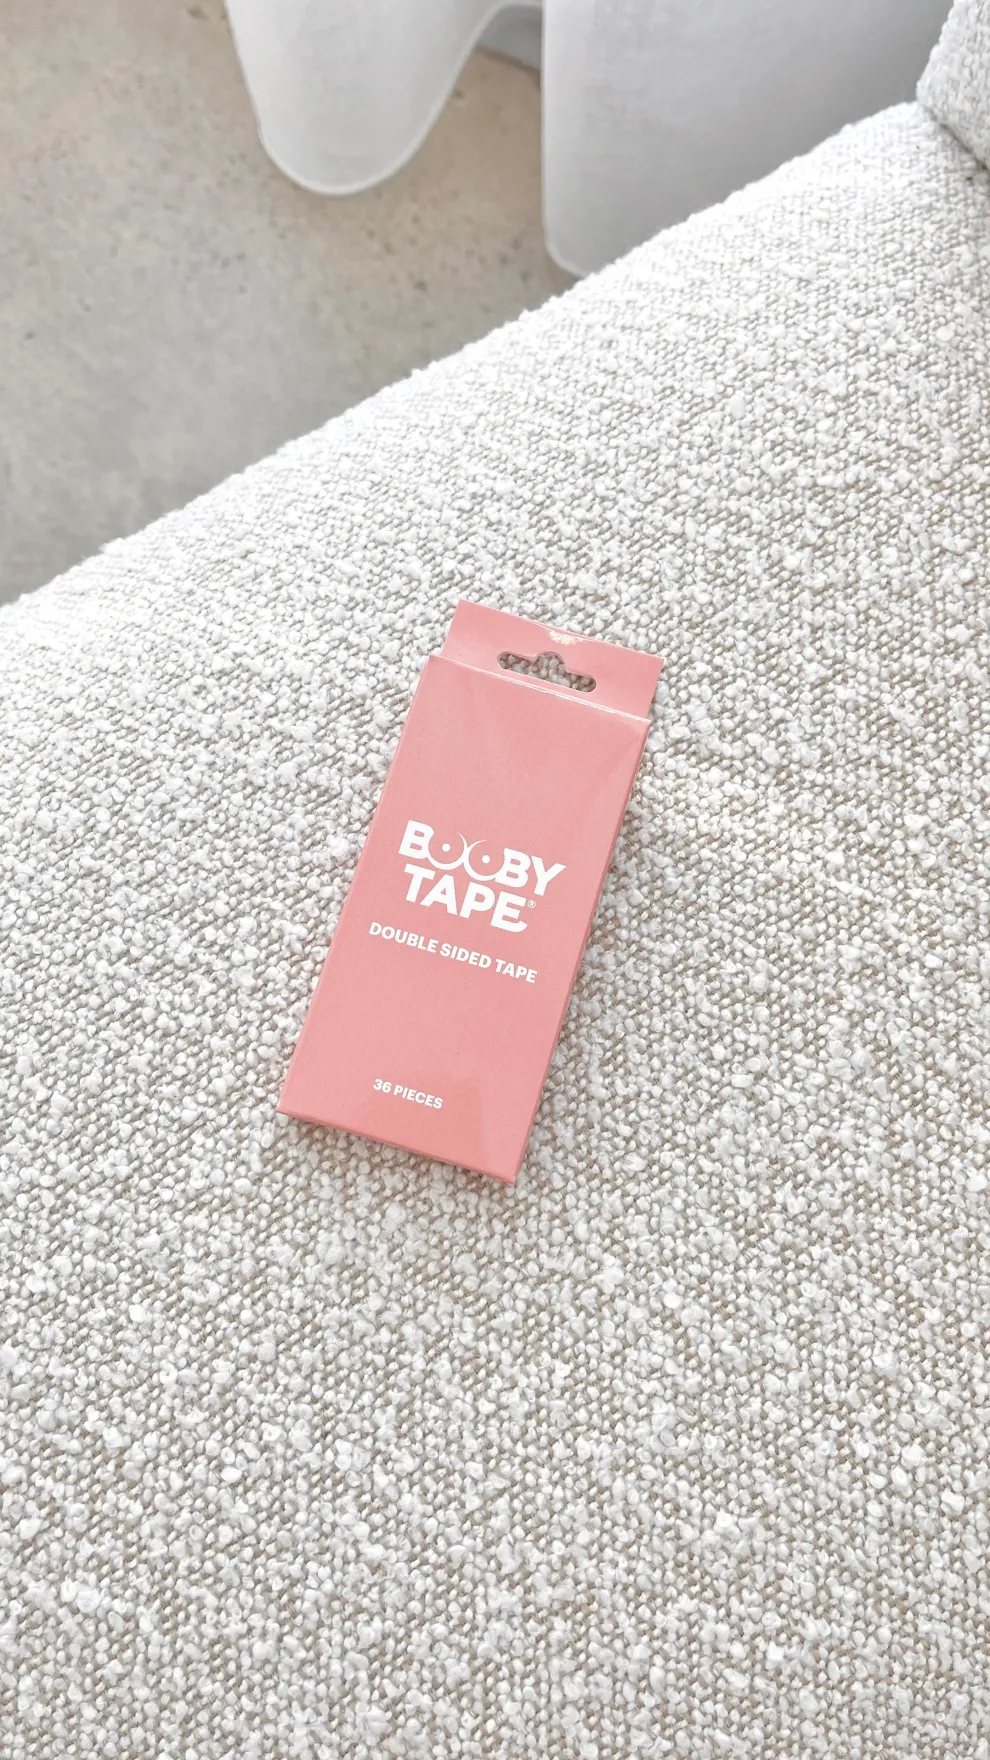 BOOBY
TAPE®
DOUBLE SIDED TAPE
36 PIECES